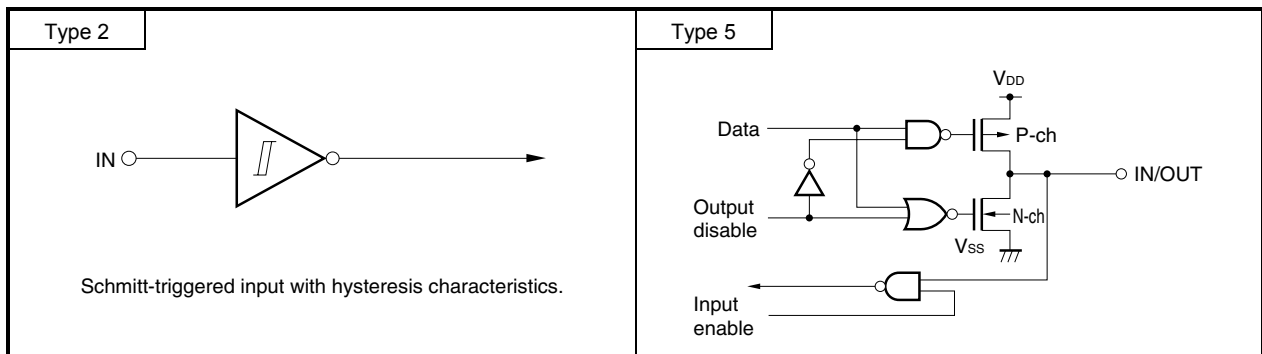 Type 2
IN
Schmitt-triggered input with hysteresis characteristics.
Type 5
VDD
Data
P-ch
IN/OUT
Output
disable
N-ch
VSS
Input
enable